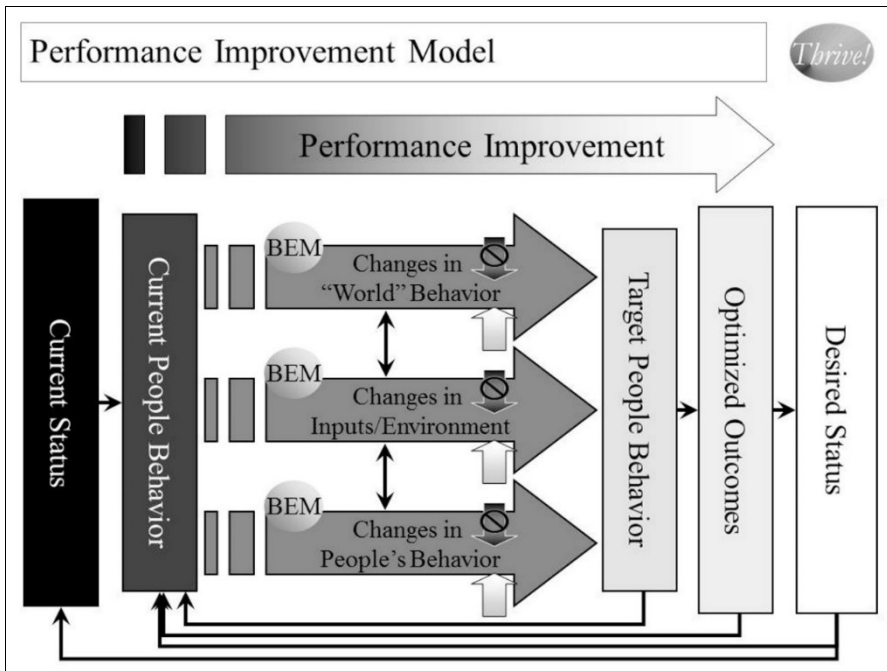 Performance Improvement Model
Thrive!
Performance Improvement
Current Status
Current People Behavior
BEM
Changes in
“World” Behavior
BEM
Changes in
Inputs/Environment
BEM
Changes in
People’s Behavior
Target People Behavior
Optimized Outcomes
Desired Status